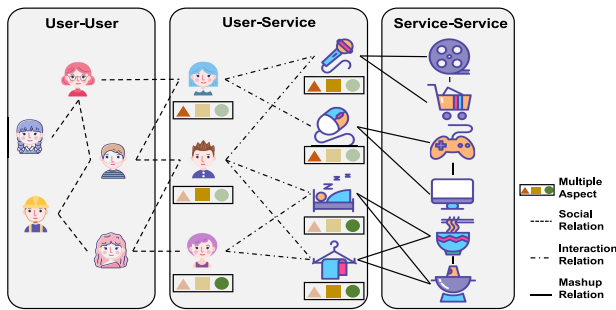 User-User
User-Service
Service-Service
z z z
Multiple
Aspect
Social
Relation
Interaction
Relation
Mashup
Relation